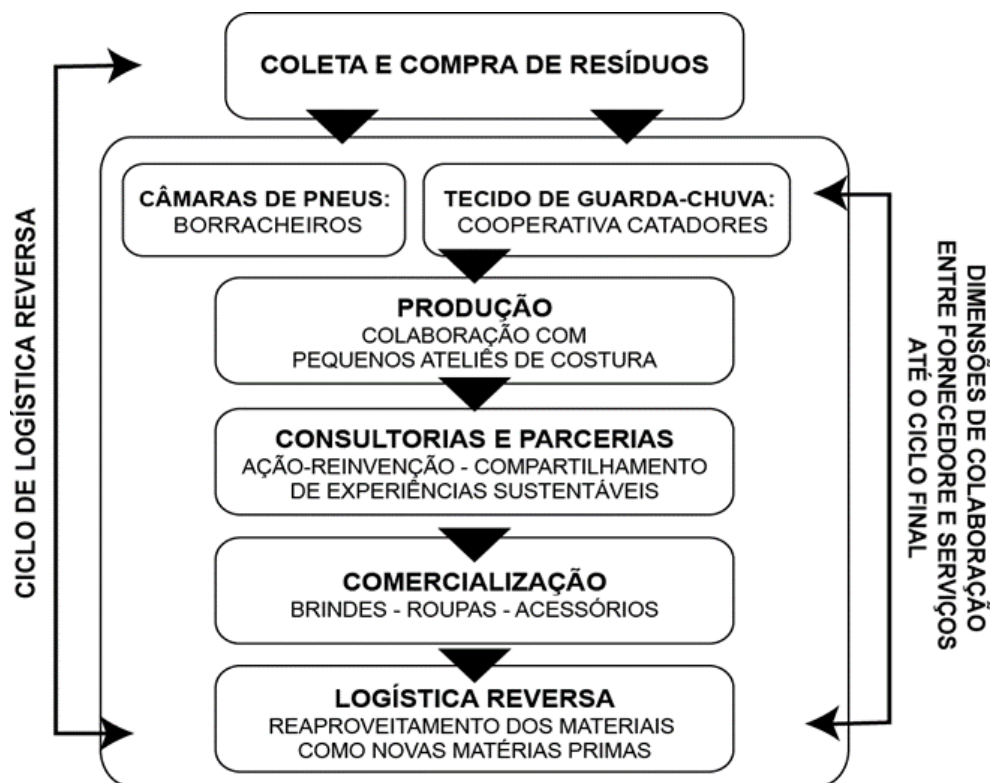 COLETA E COMPRA DE RESÍDUOS
CÂMARAS DE PNEUS:
BORRACHEIROS
TECIDO DE GUARDA-CHUVA:
COOPERATIVA CATADORES
PRODUÇÃO
COLABORAÇÃO COM
PEQUENOS ATELIÊS DE COSTURA
CONSULTORIAS E PARCERIAS
AÇÃO-REINVENÇÃO - COMPARTILHAMENTO
DE EXPERIÊNCIAS SUSTENTÁVEIS
COMERCIALIZAÇÃO
BRINDES - ROUPAS - ACESSÓRIOS
LOGÍSTICA REVERSA
REAPROVEITAMENTO DOS MATERIAIS
COMO NOVAS MATÉRIAS PRIMAS
CICLO DE LOGÍSTICA REVERSA
DIMENSÕES DE COLABORAÇÃO
ENTRE FORNECEDORE E SERVIÇOS
ATÉ O CICLO FINAL